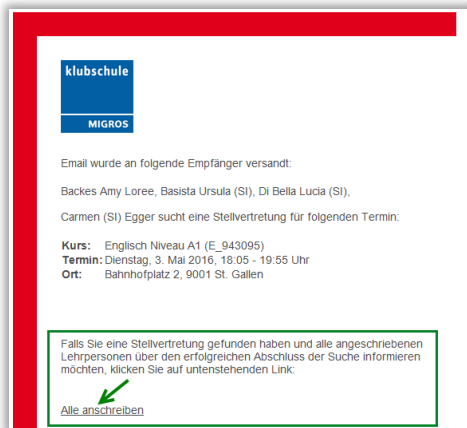 klubschule
MIGROS
Email wurde an folgende Empfänger versandt:
Backes Amy Loree, Basista Ursula (SI), Di Bella Lucia (SI),
Carmen (SI) Egger sucht eine Stellvertretung für folgenden Termin:
Kurs: Englisch Niveau A1 (E_943095)
Termin: Dienstag, 3. Mai 2016, 18:05 - 19:55 Uhr
Ort: Bahnhofplatz 2, 9001 St. Gallen
Falls Sie eine Stellvertretung gefunden haben und alle angeschriebenen
Lehrpersonen über den erfolgreichen Abschluss der Suche informieren
möchten, klicken Sie auf untenstehenden Link:
Alle anschreiben